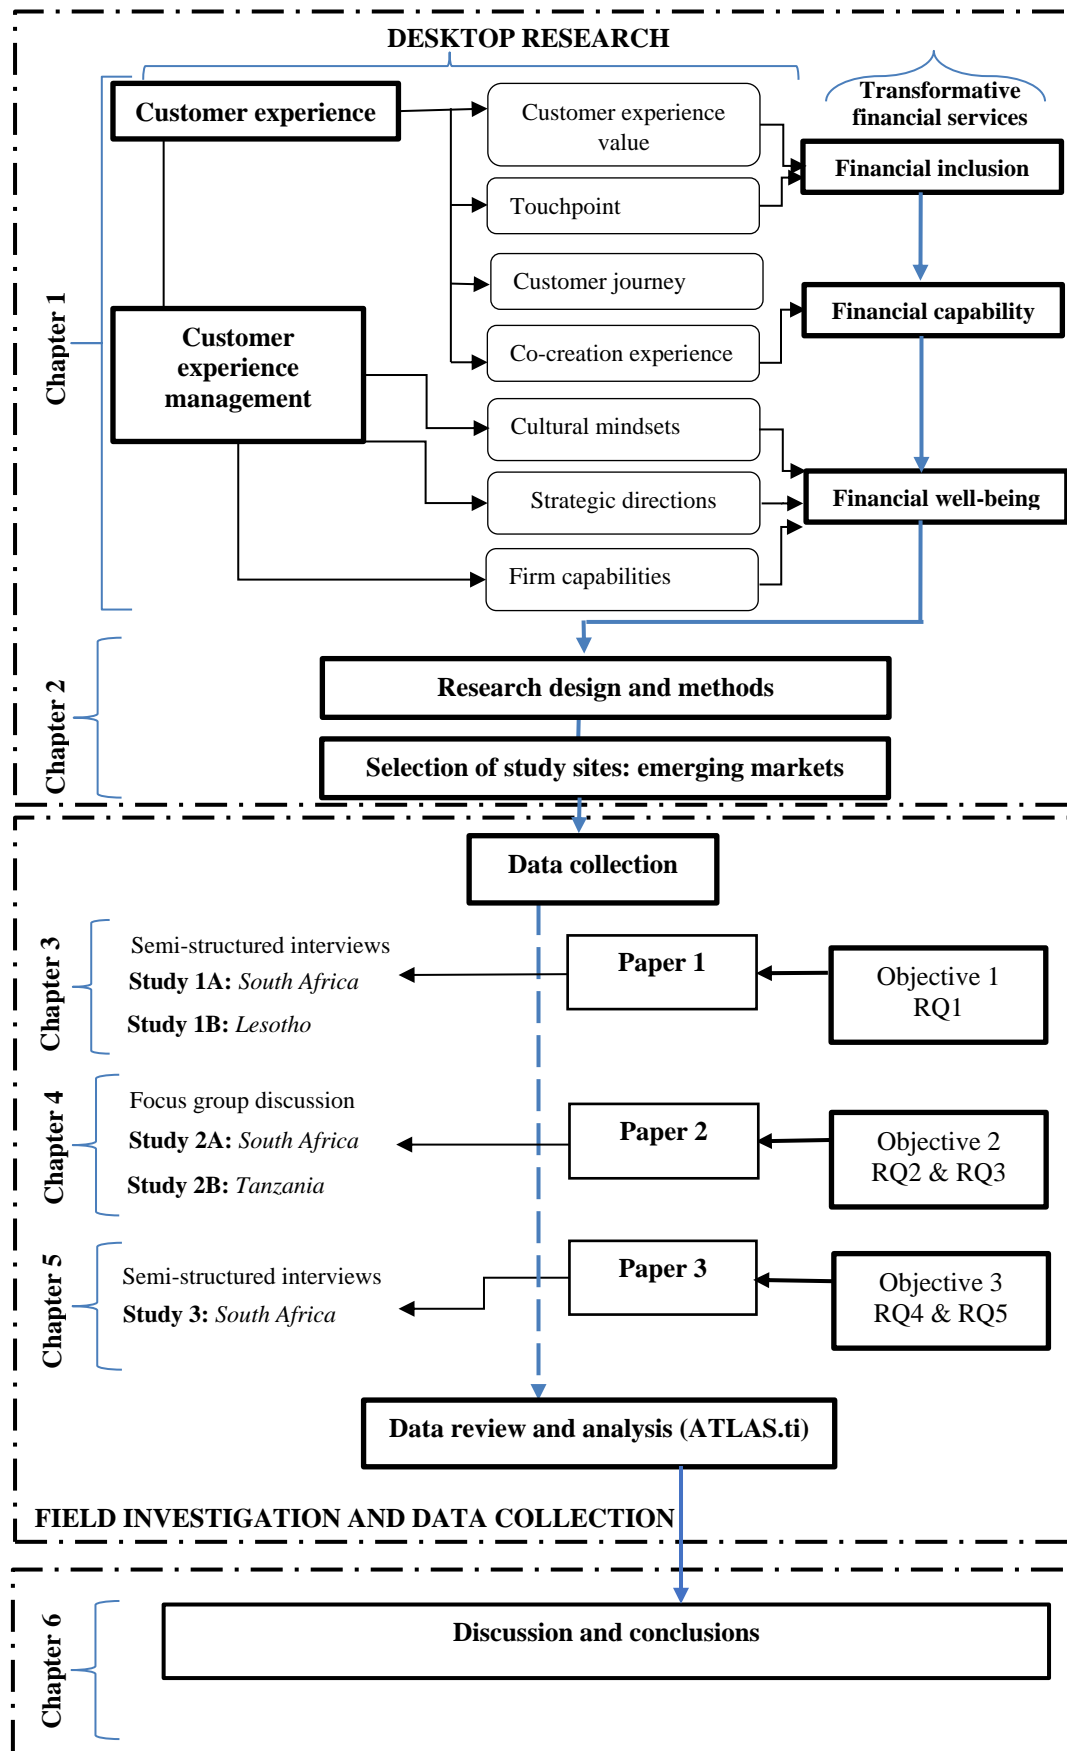 DESKTOP RESEARCH
Transformative
financial services
Chapter 1
Customer experience
Customer experience
value
Financial inclusion
Touchpoint
Customer journey
Customer
experience
management
Co-creation experience
Financial capability
Cultural mindsets
Strategic directions
Financial well-being
Firm capabilities
Chapter 2
Research design and methods
Selection of study sites: emerging markets
Data collection
Chapter 3
Semi-structured interviews
Study 1A: South Africa
Study 1B: Lesotho
Paper 1
Objective 1
RQ1
Chapter 4
Focus group discussion
Study 2A: South Africa
Study 2B: Tanzania
Paper 2
Objective 2
RQ2 & RQ3
Chapter 5
Semi-structured interviews
Study 3: South Africa
Paper 3
Objective 3
RQ4 & RQ5
Data review and analysis (ATLAS.ti)
FIELD INVESTIGATION AND DATA COLLECTION
Chapter 6
Discussion and conclusions